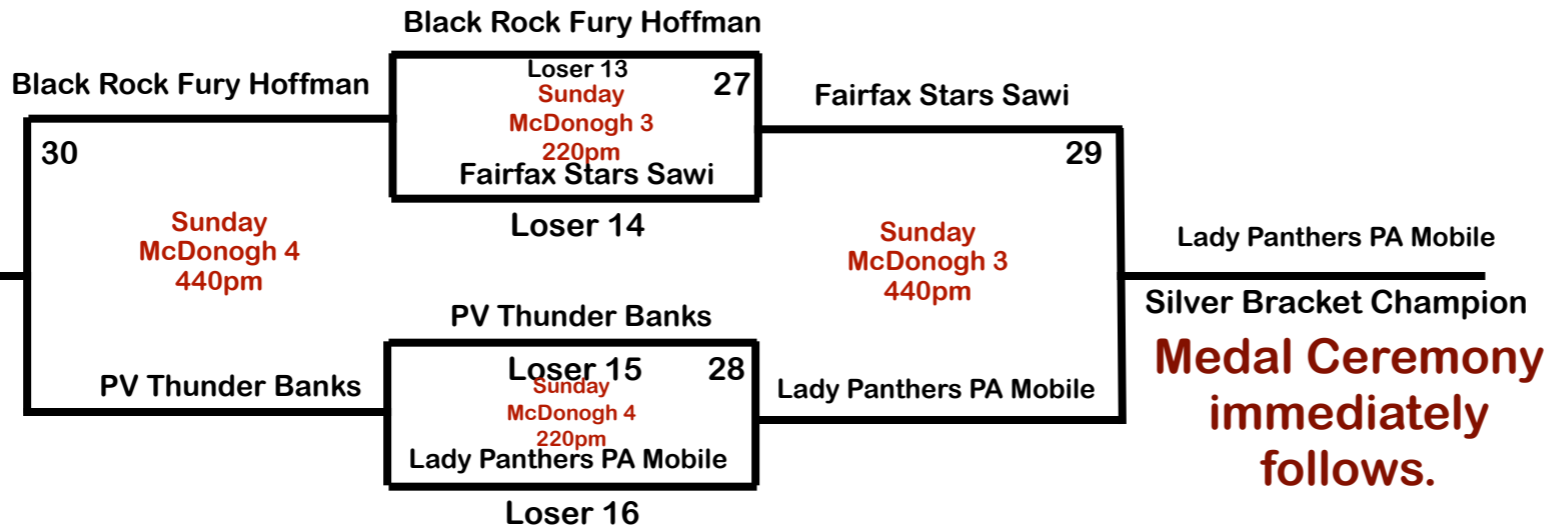 Black Rock Fury Hoffman
Black Rock Fury Hoffman
Loser 13
27
Sunday
McDonogh 3
220pm
Fairfax Stars Sawi
Loser 14
Fairfax Stars Sawi
30
Sunday
McDonogh 4
440pm
29
Sunday
McDonogh 3
440pm
PV Thunder Banks
PV Thunder Banks
Loser 15
28
Sunday
McDonogh 4
220pm
Lady Panthers PA Mobile
Loser 16
Lady Panthers PA Mobile
Lady Panthers PA Mobile
Silver Bracket Champion
Medal Ceremony
immediately
follows.